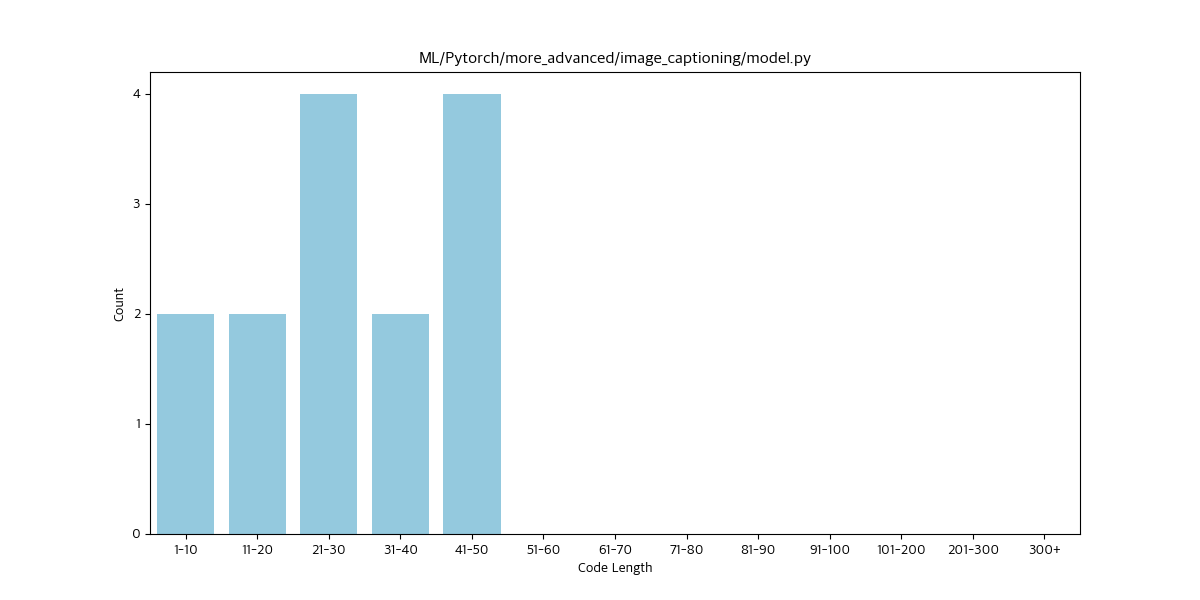 ML/Pytorch/more_advanced/image_captioning/model.py
4
3
2
1
0
Count
1-10 11-20 21-30 31-40 41-50 51-60 61-70 71-80 81-90 91-100 101-200 201-300 300+
Code Length